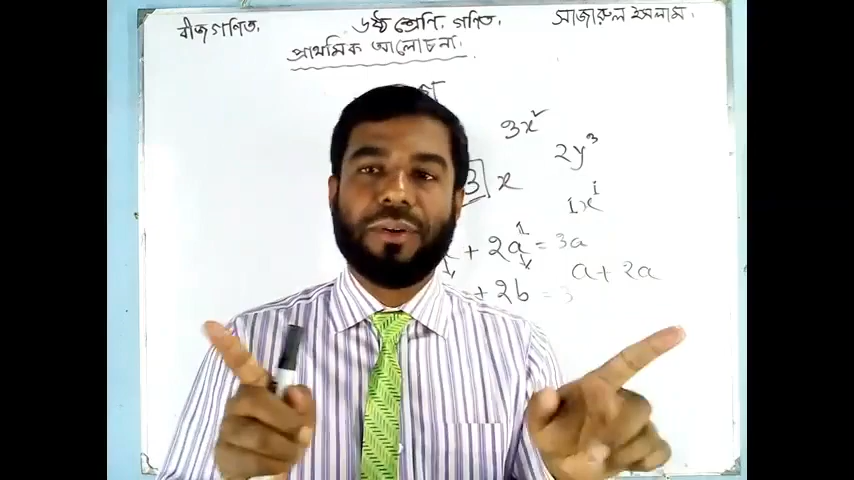 বীজগণিত. ৬ষ্ঠ শ্রেণি. গণিত. সাজারুল ইসলাম.
প্রাথমিক আলোচনা.
3x²
2y³
3 x
1x¹
+ 2a¹ = 3a
a + 2a
+ 2b = 3